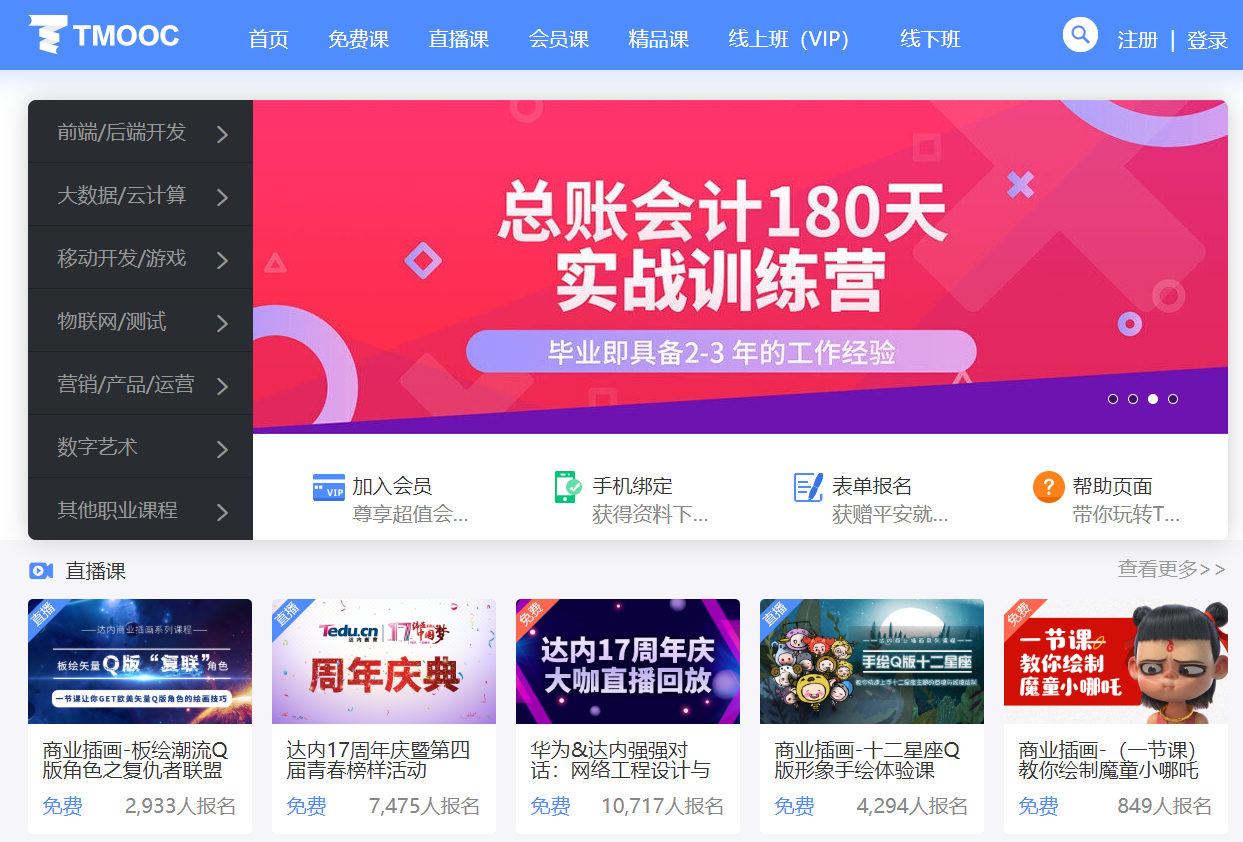 TMOOC
首页 免费课 直播课 会员课 精品课 线上班（VIP） 线下班
注册 | 登录
前端/后端开发
大数据/云计算
移动开发/游戏
物联网/测试
营销/产品/运营
数字艺术
其他职业课程
总账会计180天
实战训练营
毕业即具备2-3 年的工作经验
VIP
加入会员
尊享超值会...
手机绑定
获得资料下...
表单报名
获赠平安就...
?
帮助页面
带你玩转T...
直播课
查看更多>>
直播
达内商业插画系列课程
板绘矢量Q版“复联”角色
一节课让你GET欧美矢量Q版角色的绘画技巧
商业插画-板绘潮流Q
版角色之复仇者联盟
免费 2,933人报名
直播
Tedu.cn
达内教育
17
周年庆典
达内17周年庆暨第四
届青春榜样活动
免费 7,475人报名
免费
达内17周年庆
大咖直播回放
华为&达内强强对
话：网络工程设计与
免费 10,717人报名
直播
达内商业插画系列课程
手绘Q版十二星座
商业插画-十二星座Q
版形象手绘体验课
免费 4,294人报名
免费
一节课
教你绘制
魔童小哪吒
商业插画-（一节课）
教你绘制魔童小哪吒
免费 849人报名